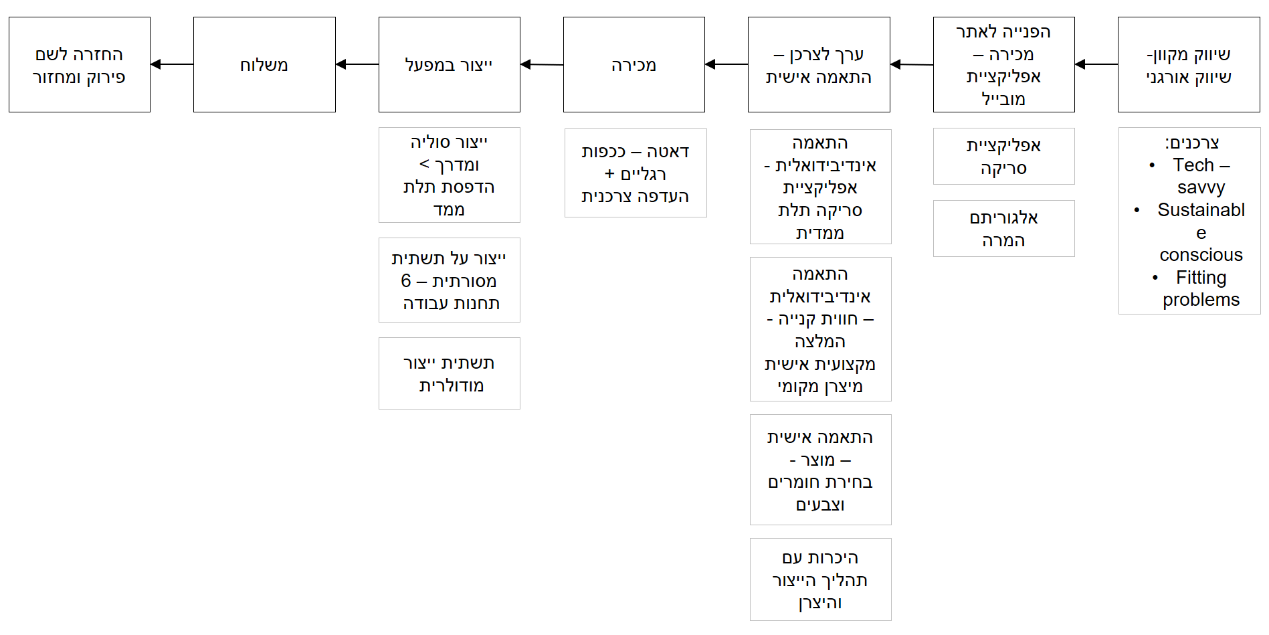 שיווק מקוון-
שיווק אורגני
הפנייה לאתר
מכירה –
אפליקציית
מובייל
ערך לצרכן –
התאמה אישית
מכירה
ייצור במפעל
משלוח
החזרה לשם
פירוק ומחזור
צרכנים:
• Tech –
savvy
• Sustainabl
e
conscious
• Fitting
problems
אפליקציית
סריקה
אלגוריתם
המרה
התאמה
אינדיבידואלית -
אפליקציית
סריקה תלת
ממדית
התאמה
אינדיבידואלית
– חווית קנייה -
המלצה
מקצועית אישית
מיצרן מקומי
התאמה אישית
– מוצר -
בחירת חומרים
וצבעים
היכרות עם
תהליך הייצור
והיצרן
דאטה – ככפות
רגליים +
העדפה צרכנית
ייצור סוליה
ומדרך >
הדפסת תלת
ממד
ייצור על תשתית
מסורתית – 6
תחנות עבודה
תשתית ייצור
מודולרית